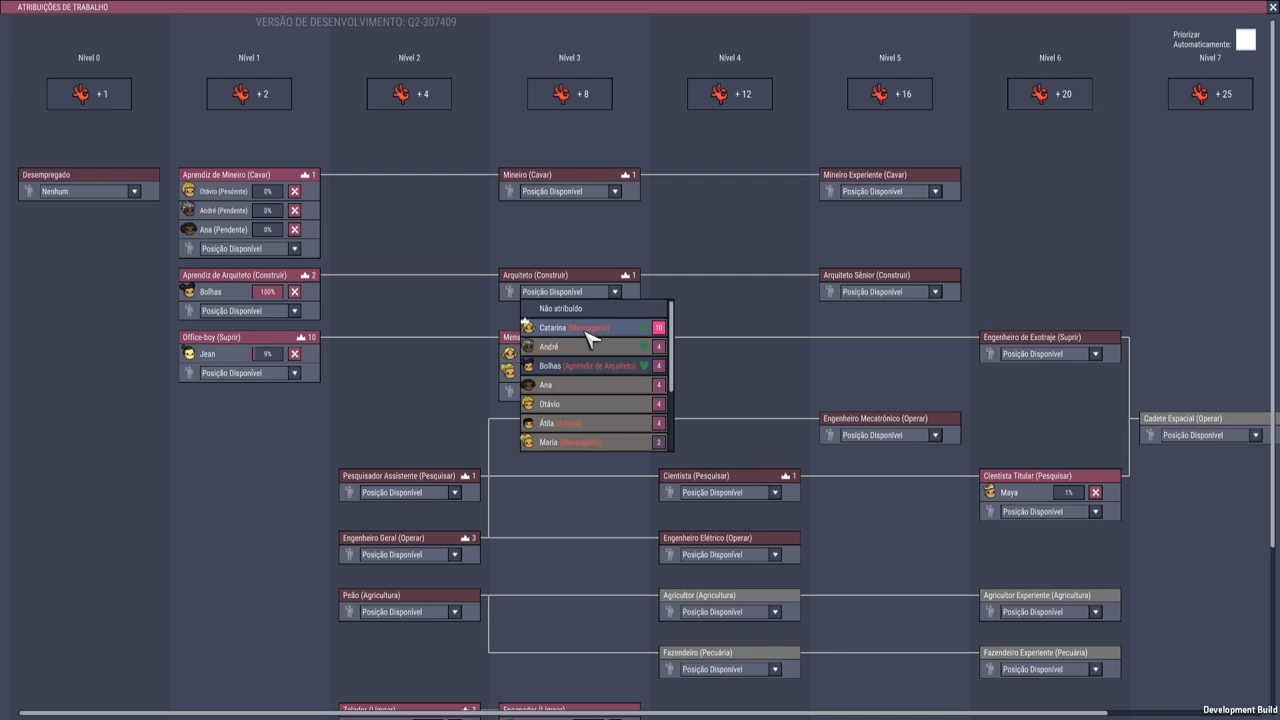 ATRIBUIÇÕES DE TRABALHO
VERSÃO DE DESENVOLVIMENTO: Q2-307409
Priorizar
Automaticamente:
Nível 0
Nível 1
Nível 2
Nível 3
Nível 4
Nível 5
Nível 6
Nível 7
+ 1
+ 2
+ 4
+ 8
+ 12
+ 16
+ 20
+ 25
Desempregado
Nenhum
Aprendiz de Mineiro (Cavar) 1
Otávio (Pendente) 0%
André (Pendente) 0%
Ana (Pendente) 0%
Posição Disponível
Mineiro (Cavar) 1
Posição Disponível
Mineiro Experiente (Cavar)
Posição Disponível
Aprendiz de Arquiteto (Construir) 2
Bolhas 100%
Posição Disponível
Arquiteto (Construir) 1
Posição Disponível
Não atribuído
Catarina (Mensageiro) 10
André 4
Bolhas (Aprendiz de Arquiteto) 4
Ana 4
Otávio 4
Átila (Artista) 4
Maria (Mensageiro) 2
Arquiteto Sênior (Construir)
Posição Disponível
Office-boy (Suprir) 10
Jean 9%
Posição Disponível
Mens
Engenheiro de Exotraje (Suprir)
Posição Disponível
Engenheiro Mecatrônico (Operar)
Posição Disponível
Cadete Espacial (Operar)
Posição Disponível
Pesquisador Assistente (Pesquisar) 1
Posição Disponível
Cientista (Pesquisar) 1
Posição Disponível
Cientista Titular (Pesquisar)
Maya 1%
Posição Disponível
Engenheiro Geral (Operar) 3
Posição Disponível
Engenheiro Elétrico (Operar)
Posição Disponível
Peão (Agricultura)
Posição Disponível
Agricultor (Agricultura)
Posição Disponível
Agricultor Experiente (Agricultura)
Posição Disponível
Fazendeiro (Pecuária)
Posição Disponível
Fazendeiro Experiente (Pecuária)
Posição Disponível
Zelador (Limpar) 3
Encanador (Limpar)
Development Build